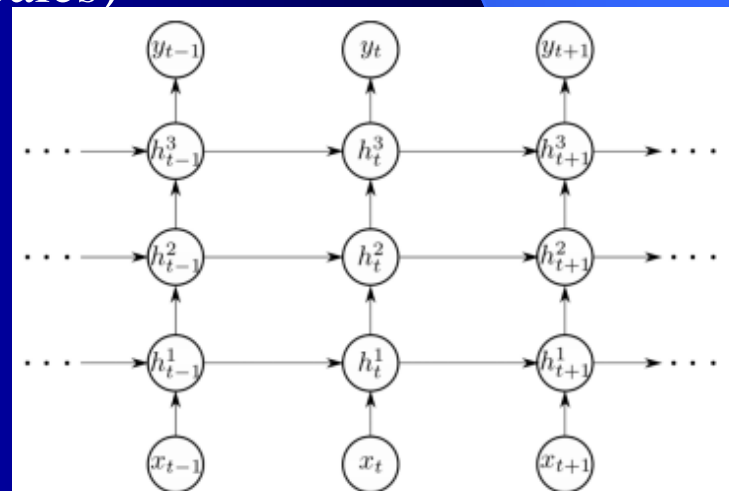 y_{t-1} y_t y_{t+1}
· · · h^3_{t-1} h^3_t h^3_{t+1} · · ·
· · · h^2_{t-1} h^2_t h^2_{t+1} · · ·
· · · h^1_{t-1} h^1_t h^1_{t+1} · · ·
x_{t-1} x_t x_{t+1}